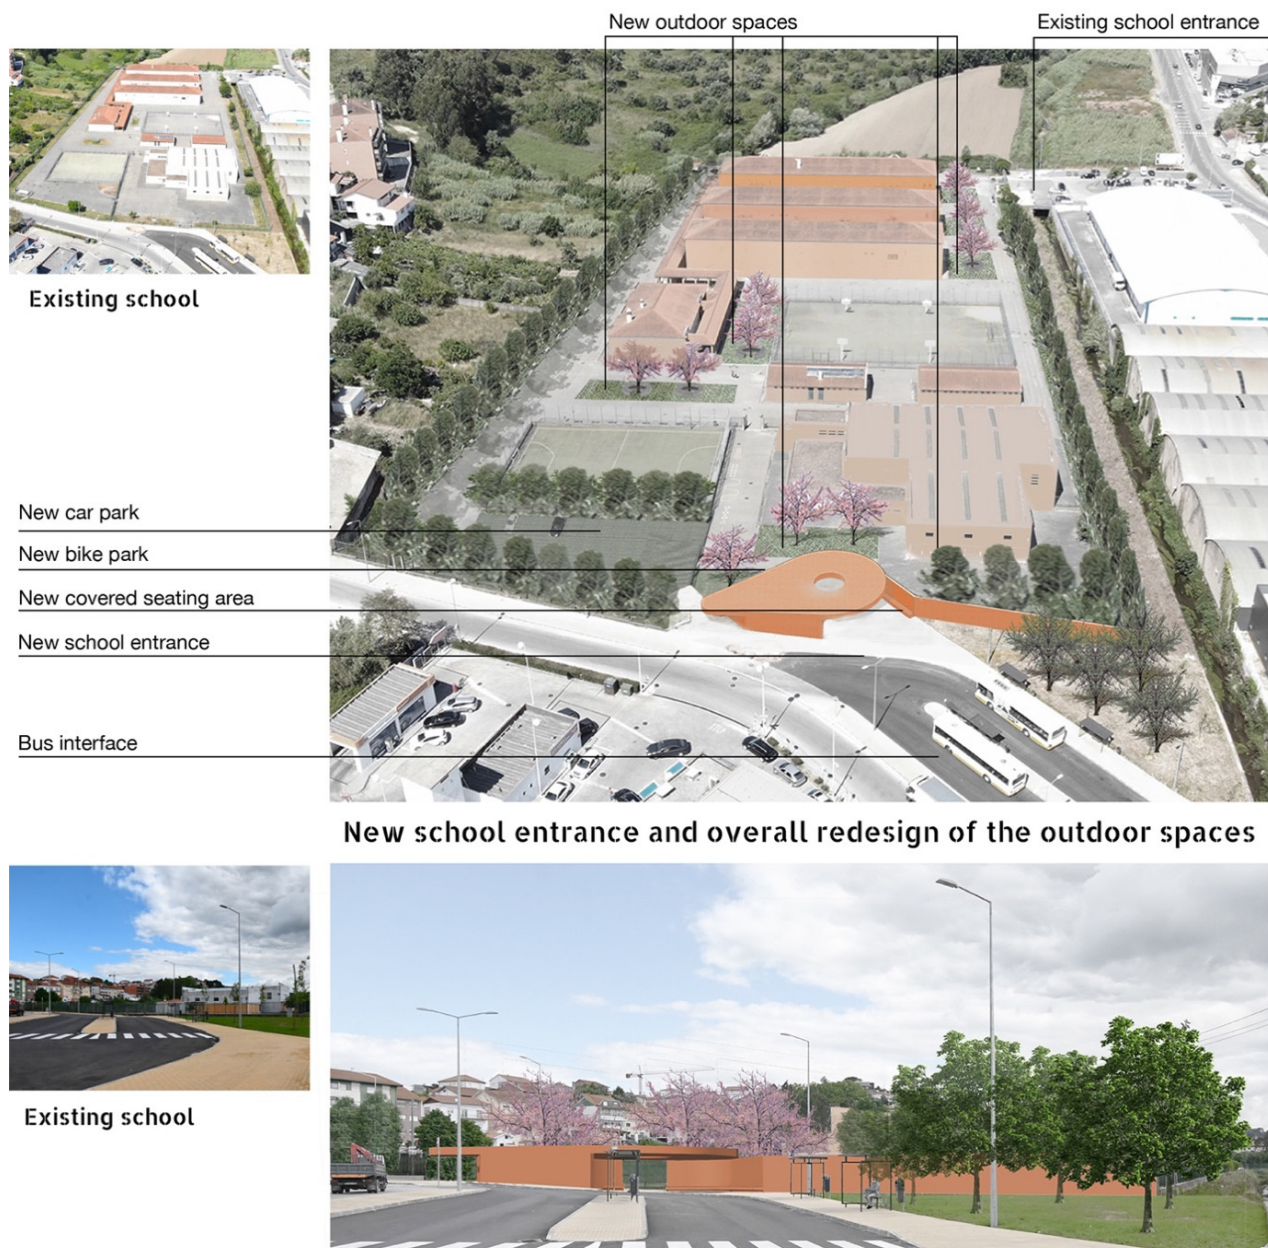 New outdoor spaces
Existing school entrance
Existing school
New car park
New bike park
New covered seating area
New school entrance
Bus interface
New school entrance and overall redesign of the outdoor spaces
Existing school